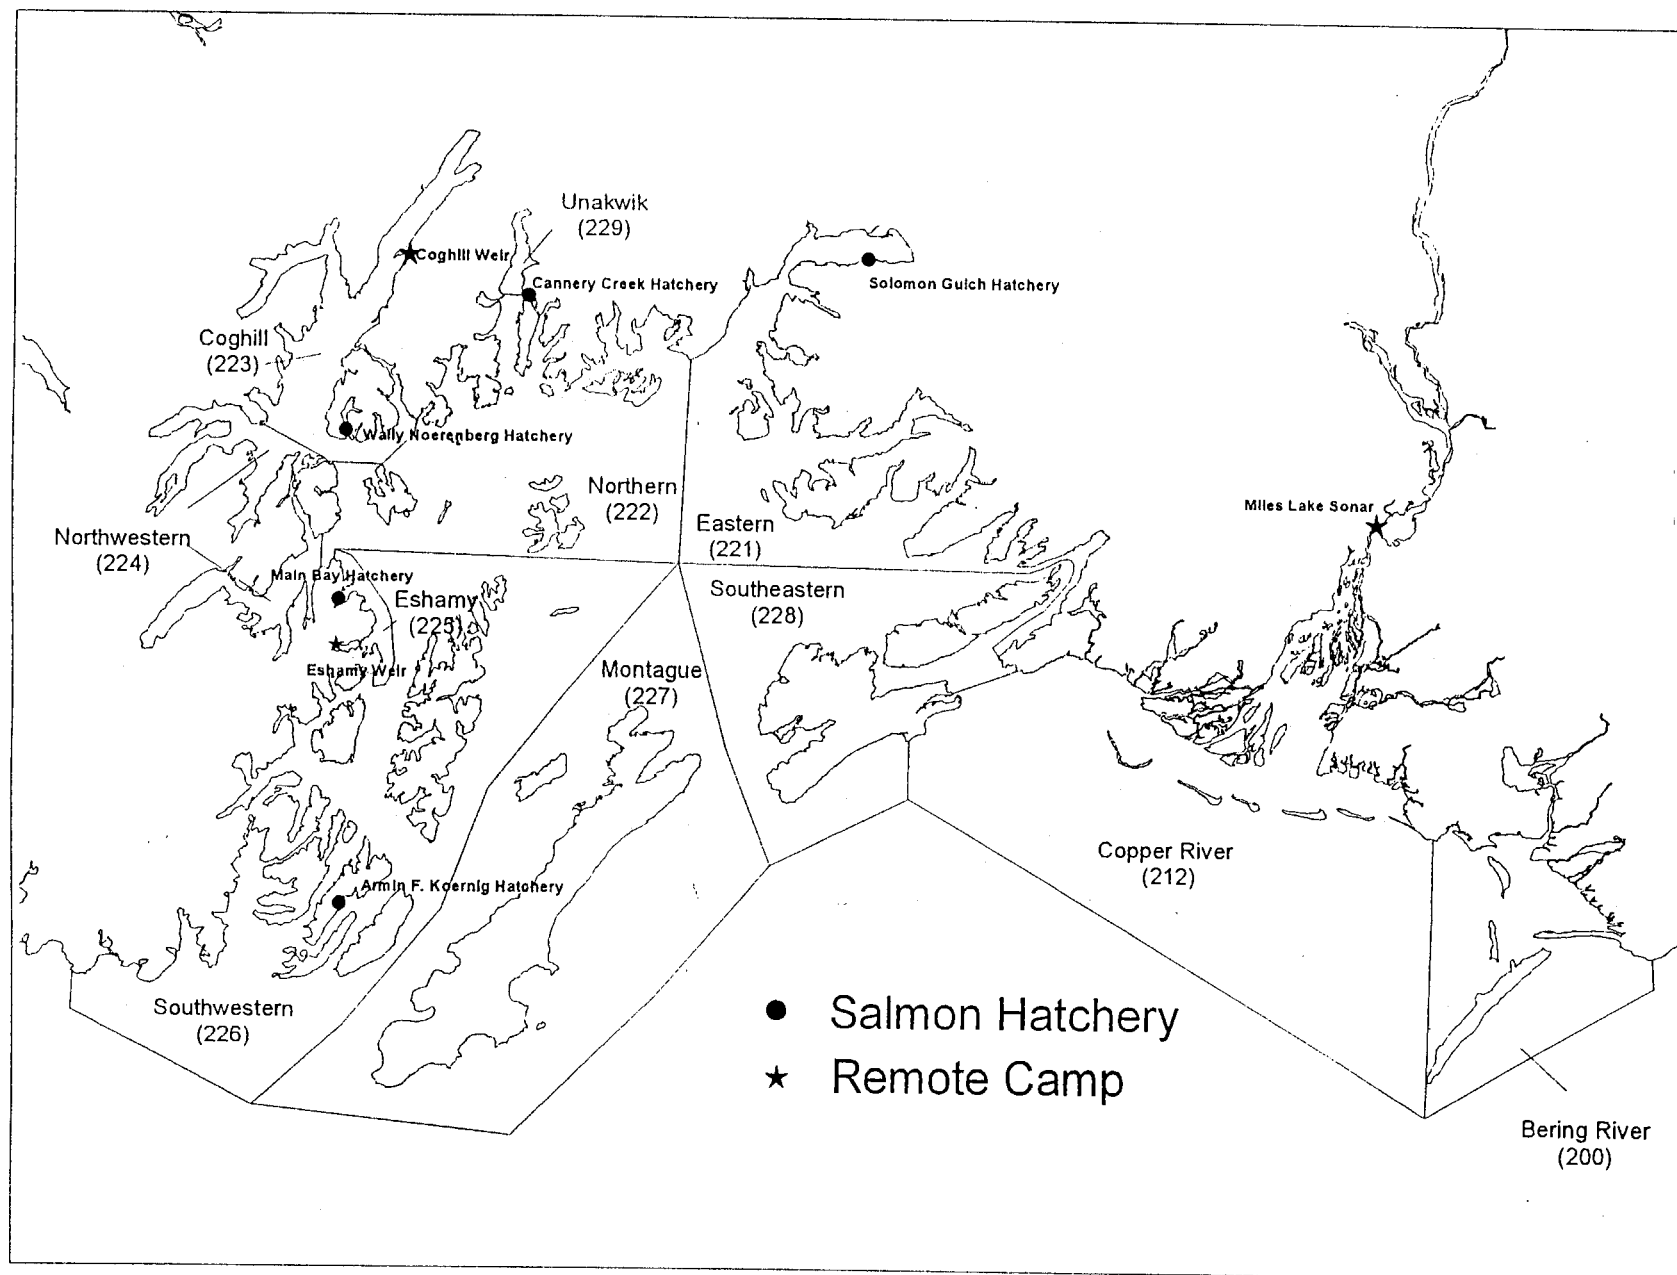 Unakwik
(229)
Coghill Weir
Cannery Creek Hatchery
Solomon Gulch Hatchery
Coghill
(223)
Wally Noerenberg Hatchery
Northern
(222)
Miles Lake Sonar
Eastern
(221)
Northwestern
(224)
Main Bay Hatchery
Eshamy
(225)
Southeastern
(228)
Eshamy Weir
Montague
(227)
Copper River
(212)
Armin F. Koernig Hatchery
Southwestern
(226)
Salmon Hatchery
Remote Camp
Bering River
(200)